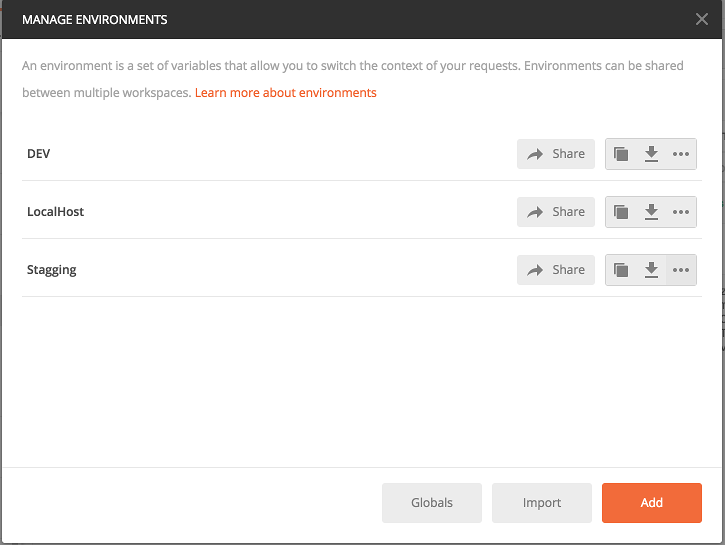 MANAGE ENVIRONMENTS
An environment is a set of variables that allow you to switch the context of your requests. Environments can be shared
between multiple workspaces. Learn more about environments
DEV Share
LocalHost Share
Stagging Share
Globals Import Add